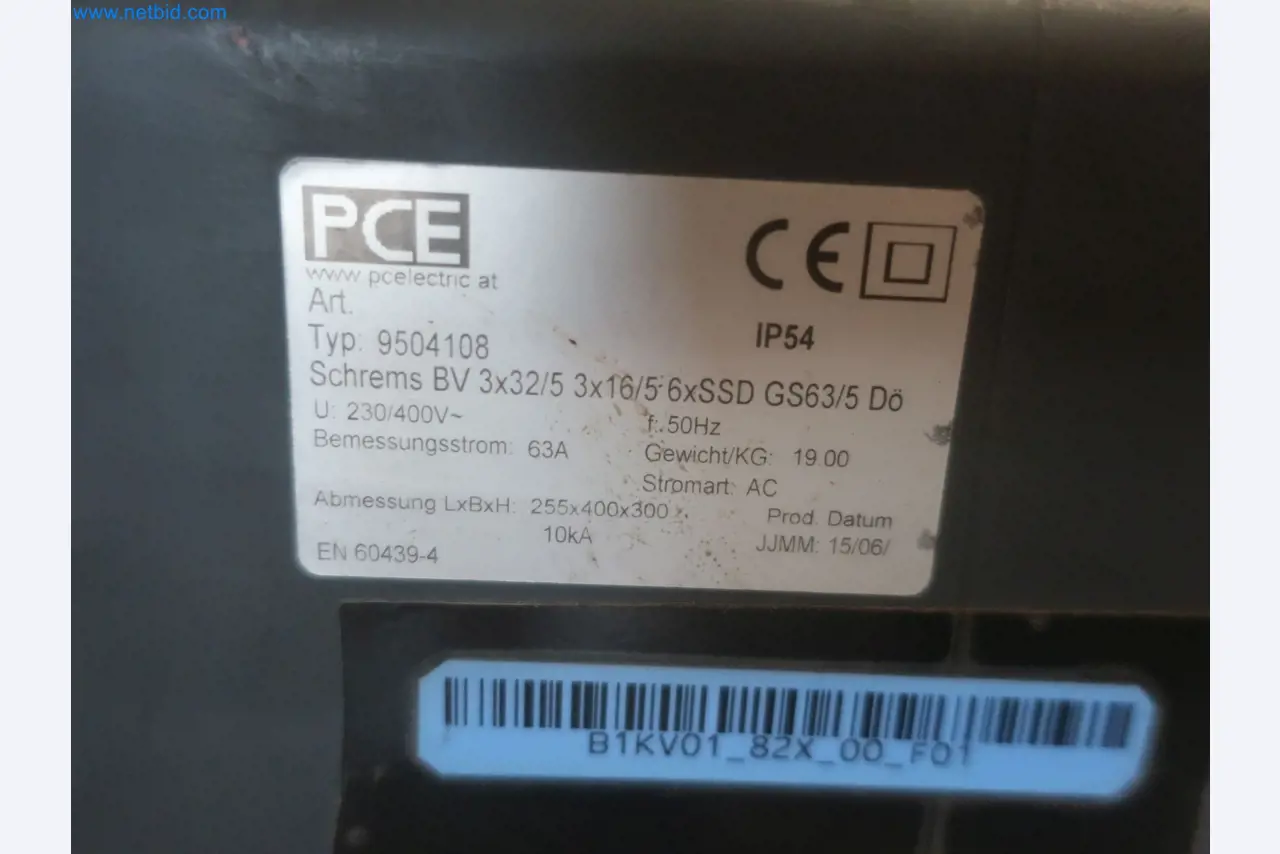 www.netbid.com
PCE
www.pcelectric.at
Art.
CE
Typ: 9504108
IP54
Schrems BV 3x32/5 3x16/5 6xSSD GS63/5 Dö
U: 230/400V~
f: 50Hz
Bemessungsstrom: 63A
Gewicht/KG: 19.00
Stromart: AC
Abmessung LxBxH: 255x400x300
Prod. Datum
10kA
JJMM: 15/06/
EN 60439-4
B1KV01_82X_00_F01